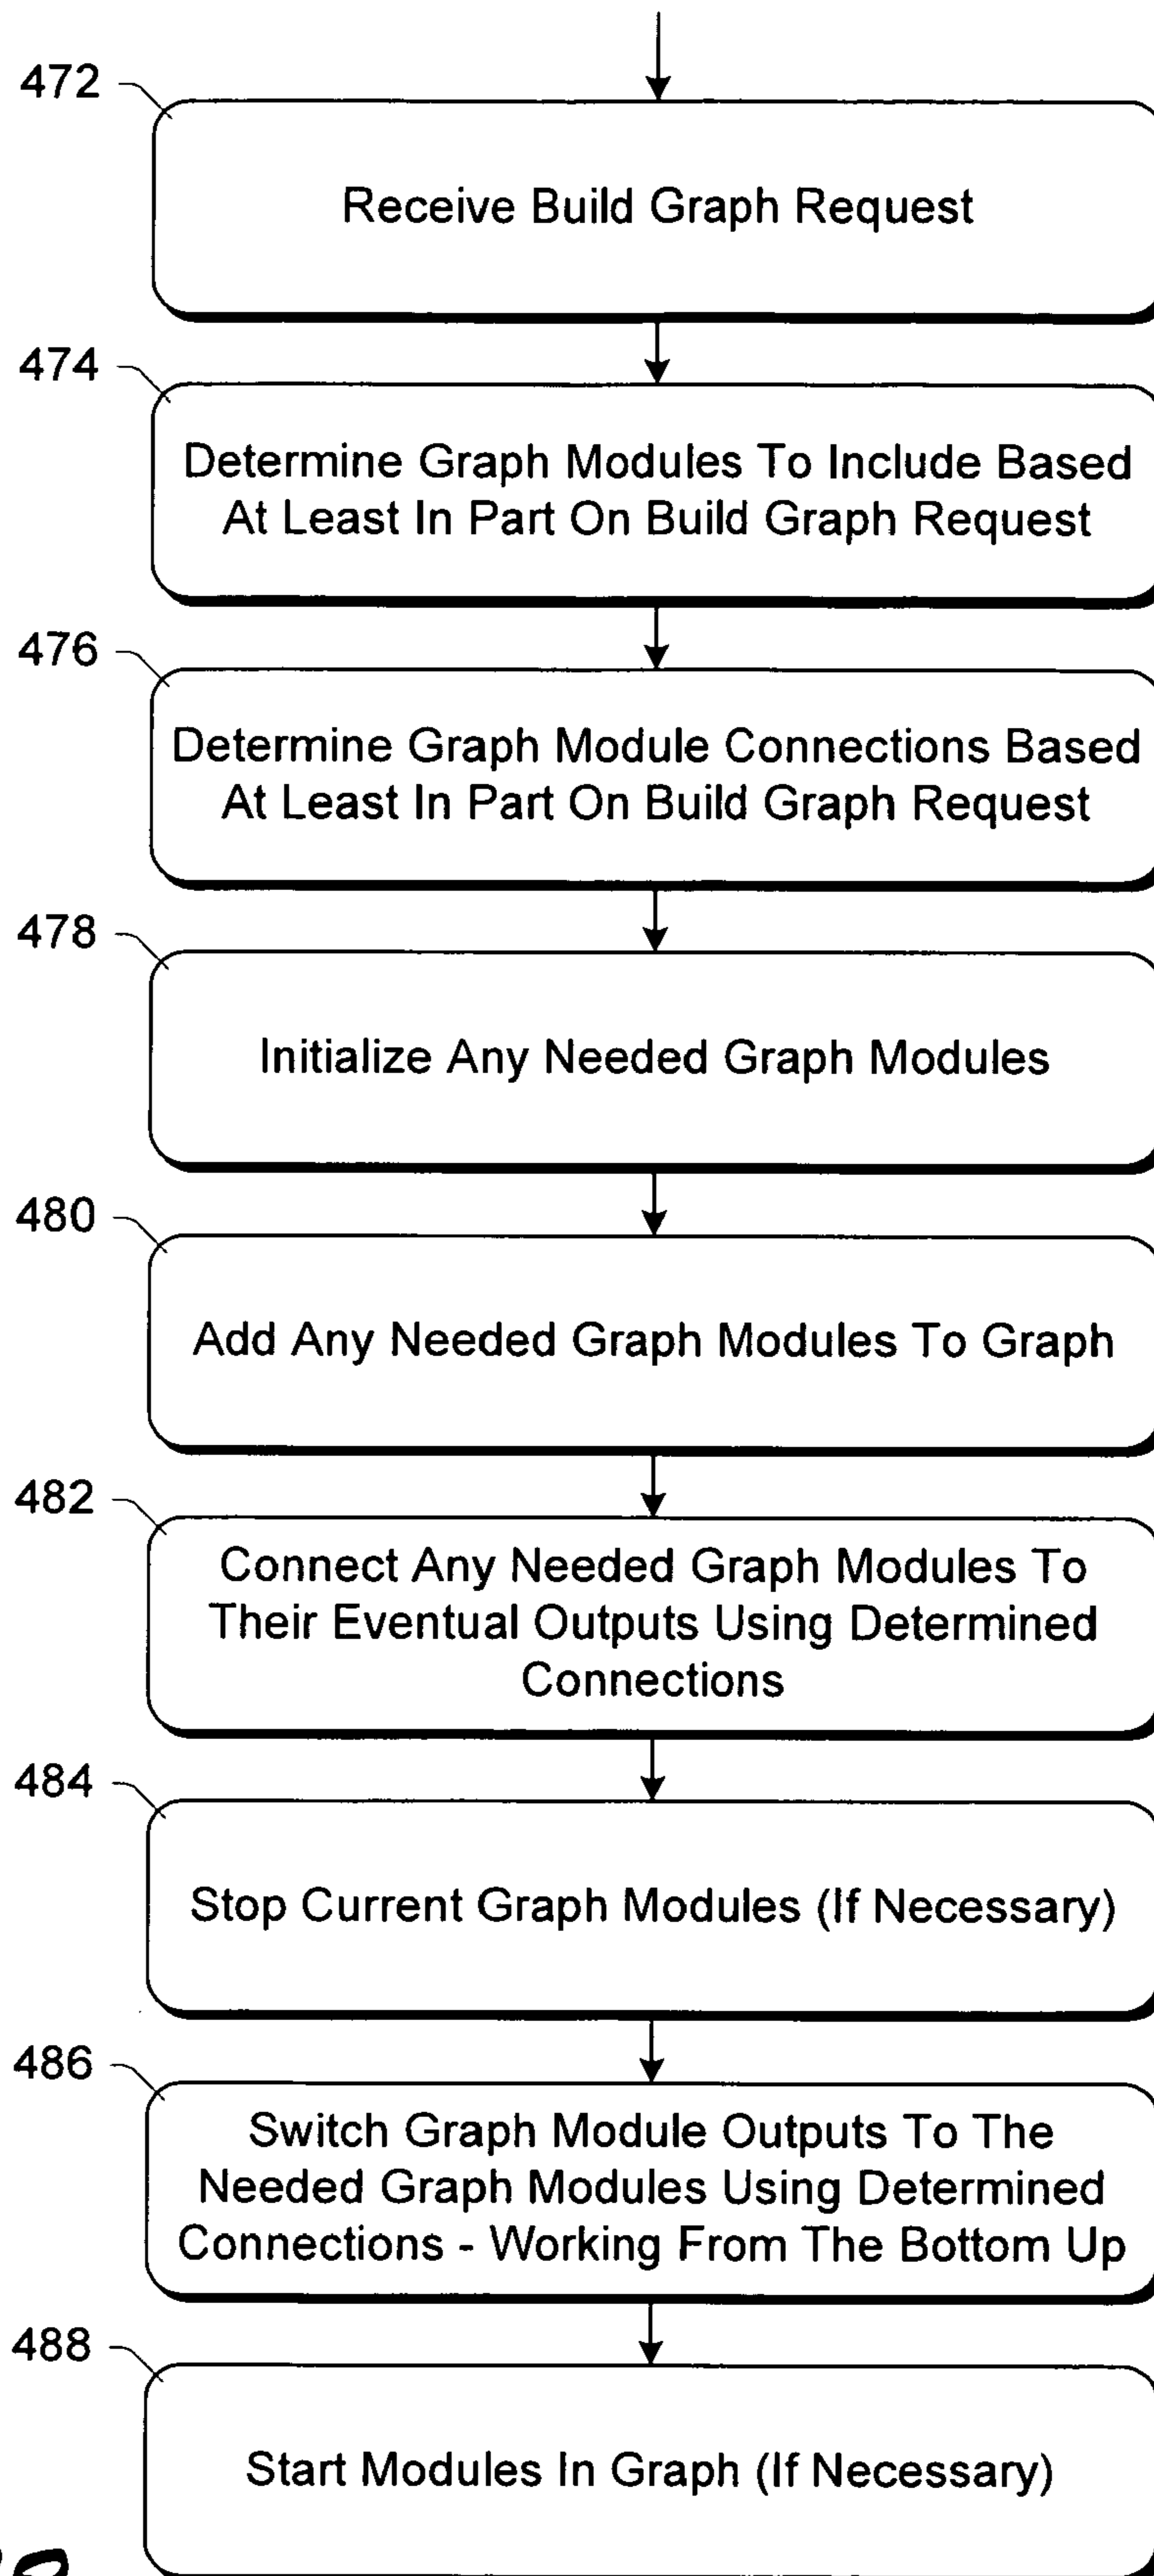 472
Receive Build Graph Request
474
Determine Graph Modules To Include Based
At Least In Part On Build Graph Request
476
Determine Graph Module Connections Based
At Least In Part On Build Graph Request
478
Initialize Any Needed Graph Modules
480
Add Any Needed Graph Modules To Graph
482
Connect Any Needed Graph Modules To
Their Eventual Outputs Using Determined
Connections
484
Stop Current Graph Modules (If Necessary)
486
Switch Graph Module Outputs To The
Needed Graph Modules Using Determined
Connections - Working From The Bottom Up
488
Start Modules In Graph (If Necessary)